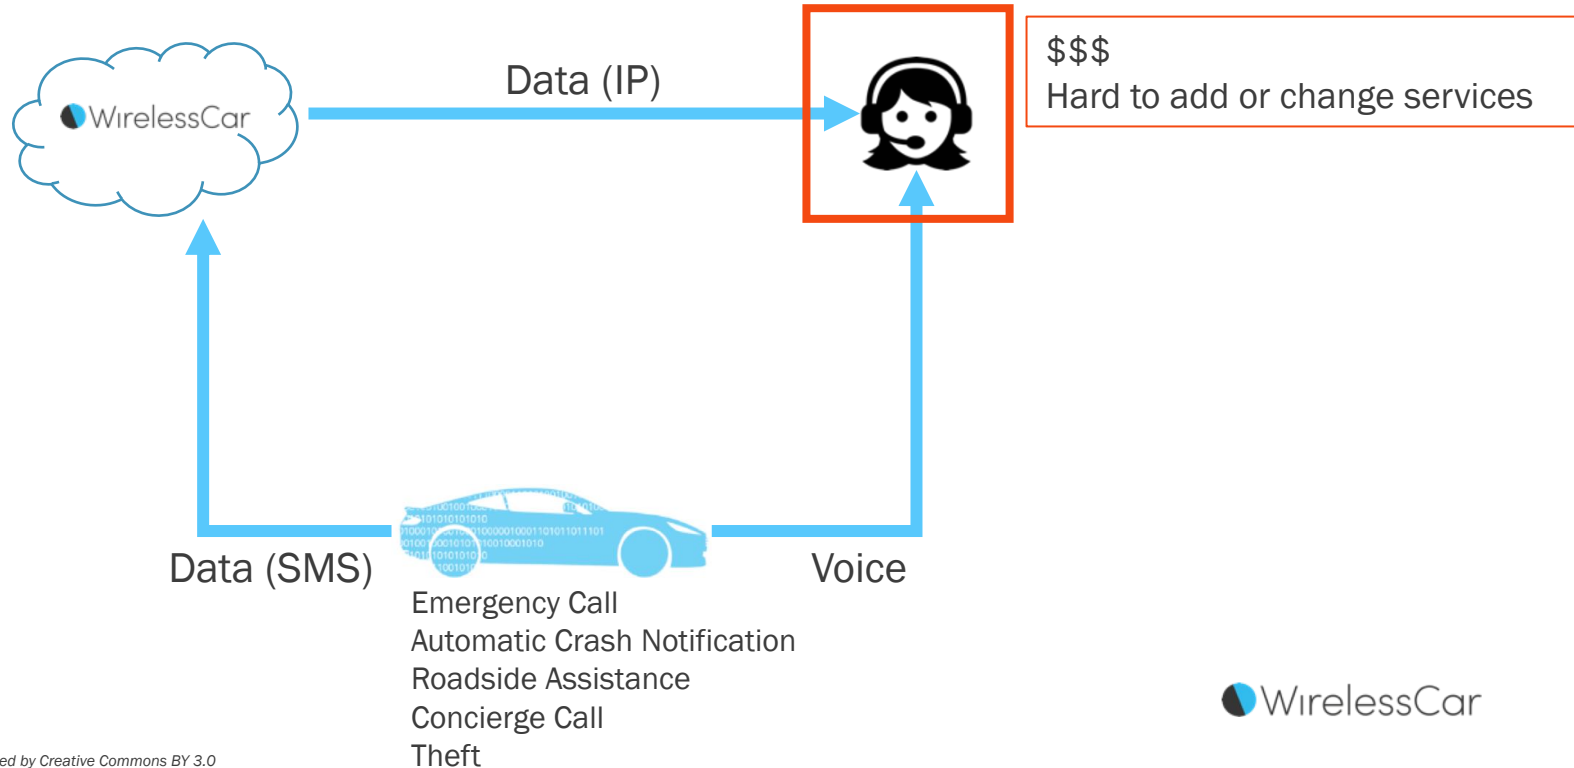 WirelessCar
Data (IP)
$$$
Hard to add or change services
Data (SMS)
Voice
Emergency Call
Automatic Crash Notification
Roadside Assistance
Concierge Call
Theft
WirelessCar
ed by Creative Commons BY 3.0